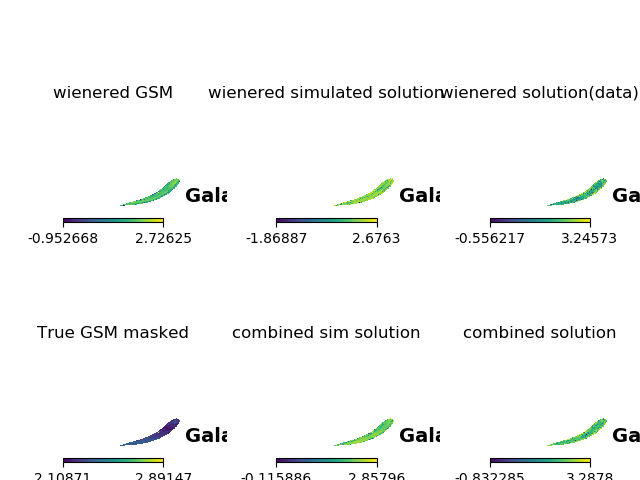 wienered GSM wienered simulated solution wienered solution(data)
Gala Gala Ga
-0.952668 2.72625 -1.86887 2.6763 -0.556217 3.24573
True GSM masked combined sim solution combined solution
Gala Gala Ga
2.10871 2.89147 -0.115886 2.85796 -0.832285 3.2878